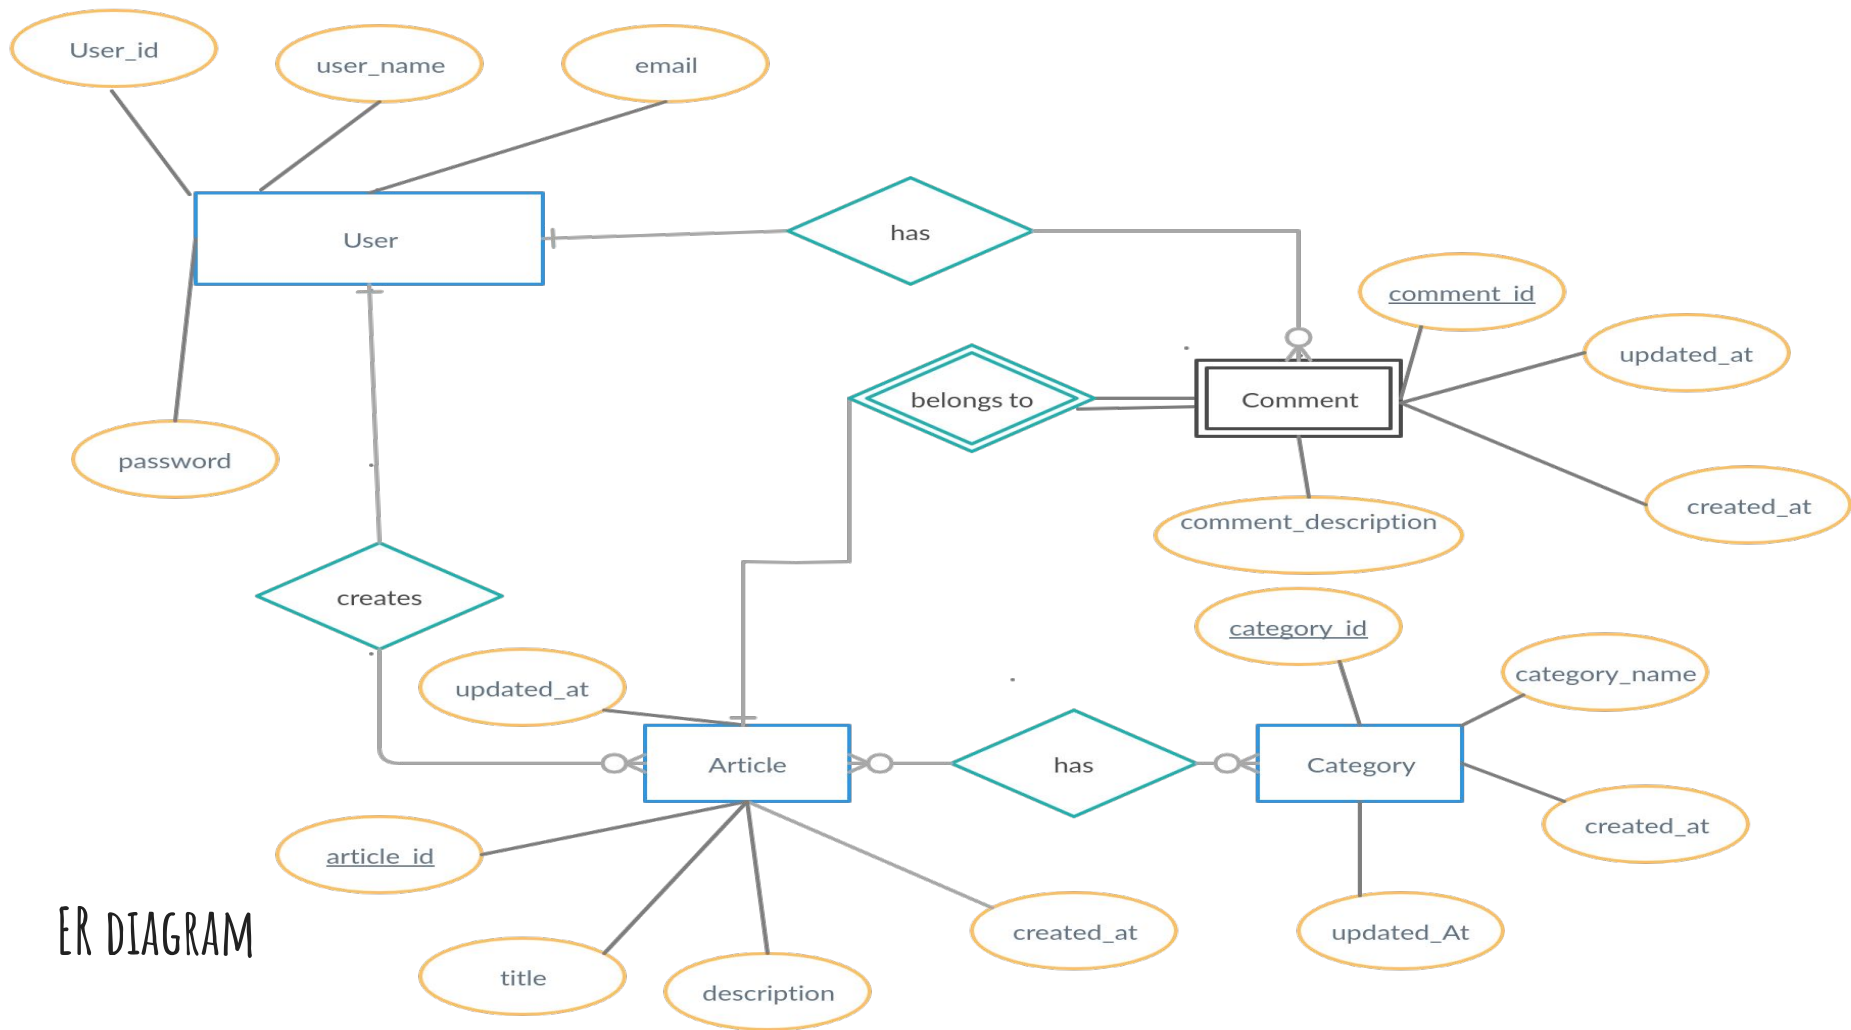 User_id
user_name
email
User
has
comment_id
updated_at
belongs to
Comment
password
created_at
comment_description
creates
category_id
category_name
updated_at
Article
has
Category
created_at
article_id
ER DIAGRAM
created_at
updated_At
title
description